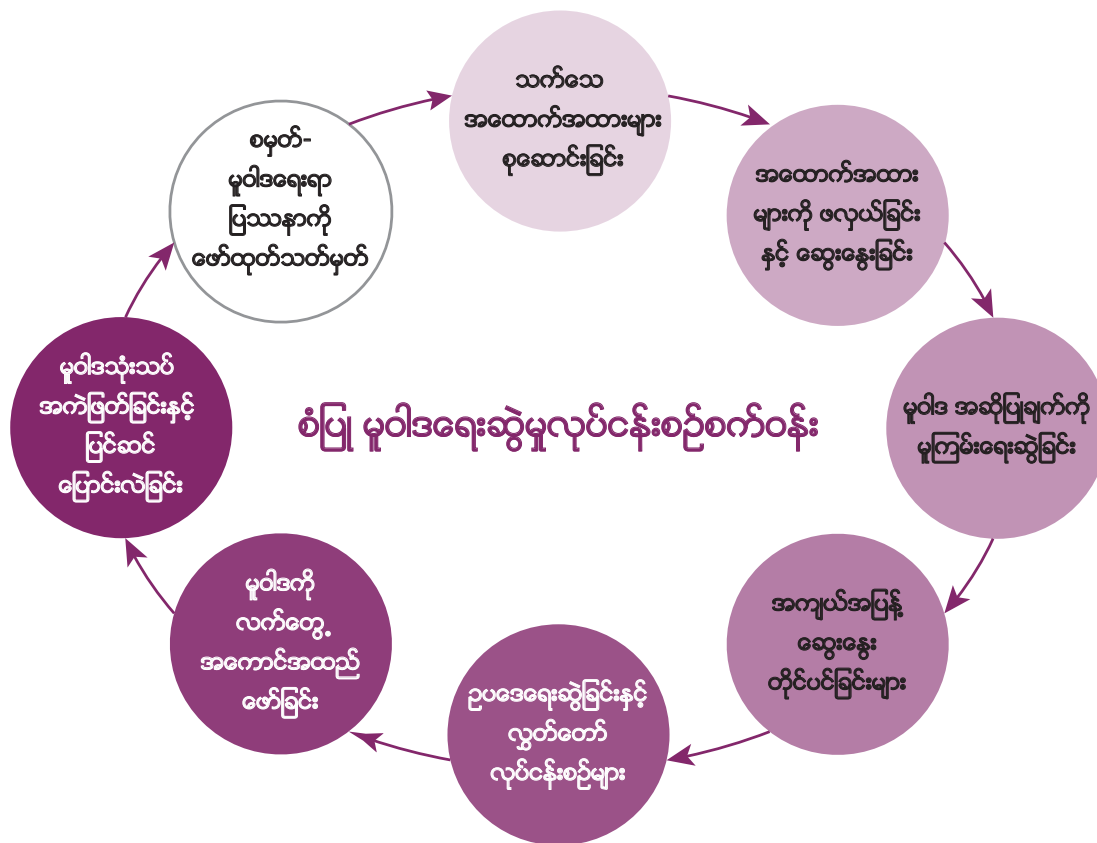 စမှတ်-
မူဝါဒရေးရာ
ပြဿနာကို
ဖော်ထုတ်သတ်မှတ်
သက်သေ
အထောက်အထားများ
စုဆောင်းခြင်း
အထောက်အထား
များကို ဖလှယ်ခြင်း
နှင့် ဆွေးနွေးခြင်း
မူဝါဒ အဆိုပြုချက်ကို
မူကြမ်းရေးဆွဲခြင်း
အကျယ်အပြန့်
ဆွေးနွေး
တိုင်ပင်ခြင်းများ
ဥပဒေရေးဆွဲခြင်းနှင့်
လွှတ်တော်
လုပ်ငန်းစဉ်များ
မူဝါဒကို
လက်တွေ့
အကောင်အထည်
ဖော်ခြင်း
မူဝါဒသုံးသပ်
အကဲဖြတ်ခြင်းနှင့်
ပြင်ဆင်
ပြောင်းလဲခြင်း
စံပြု မူဝါဒရေးဆွဲမှုလုပ်ငန်းစဉ်စက်ဝန်း